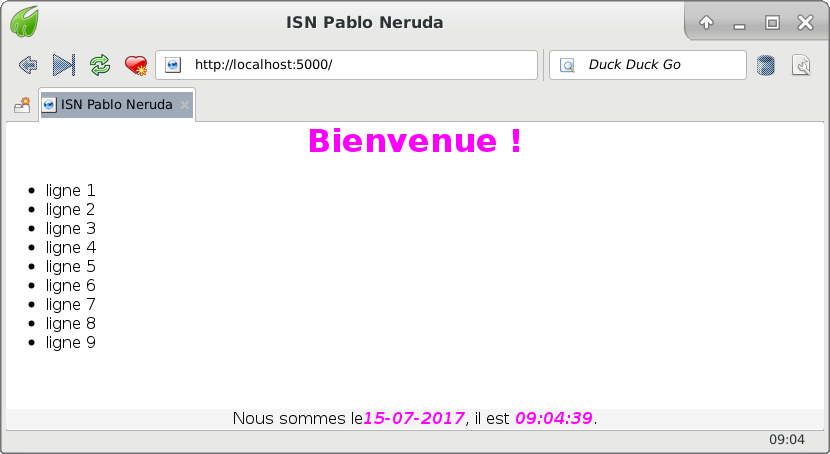 ISN Pablo Neruda
http://localhost:5000/
Duck Duck Go
ISN Pablo Neruda
Bienvenue !
• ligne 1
• ligne 2
• ligne 3
• ligne 4
• ligne 5
• ligne 6
• ligne 7
• ligne 8
• ligne 9
Nous sommes le15-07-2017, il est 09:04:39.
09:04